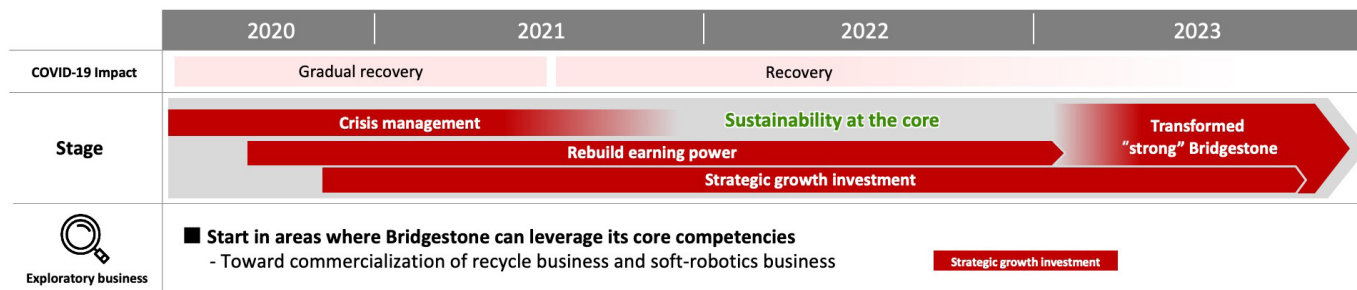 2020 2021 2022 2023
COVID-19 Impact
Gradual recovery
Recovery
Stage
Crisis management
Sustainability at the core
Rebuild earning power
Strategic growth investment
Transformed
“strong” Bridgestone
Exploratory business
■ Start in areas where Bridgestone can leverage its core competencies
- Toward commercialization of recycle business and soft-robotics business
Strategic growth investment